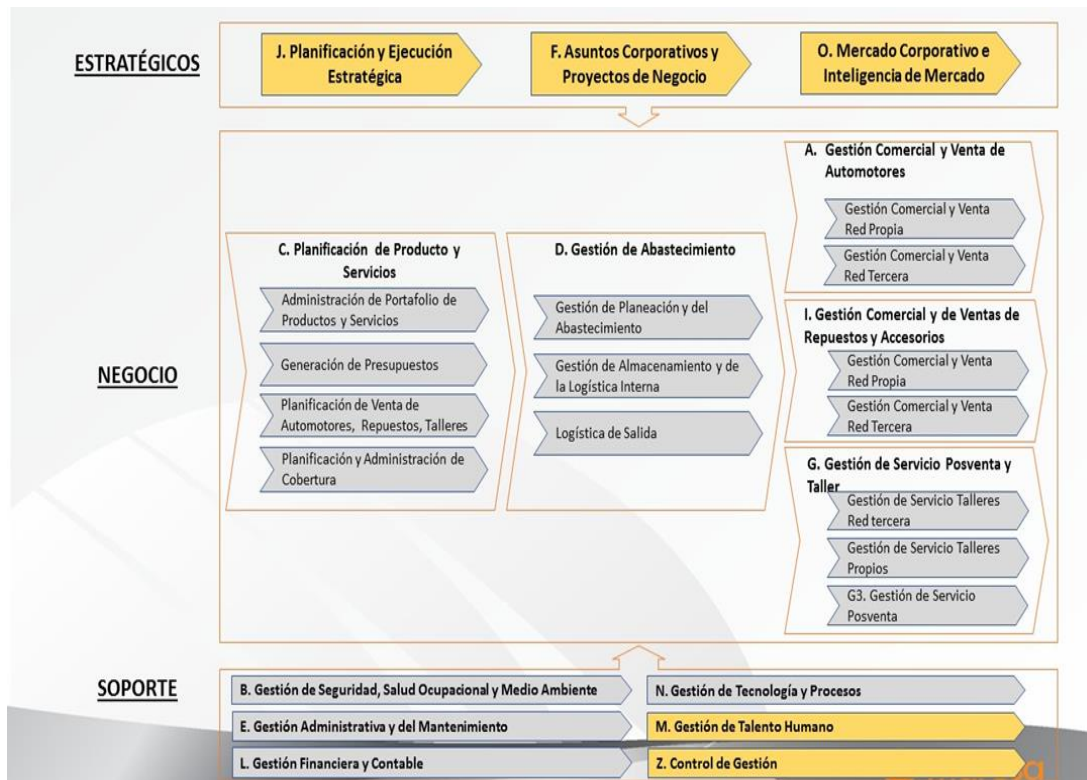 ESTRATÉGICOS
J. Planificación y Ejecución
Estratégica
F. Asuntos Corporativos y
Proyectos de Negocio
O. Mercado Corporativo e
Inteligencia de Mercado
NEGOCIO
C. Planificación de Producto y
Servicios
Administración de Portafolio de
Productos y Servicios
Generación de Presupuestos
Planificación de Venta de
Automotores, Repuestos, Talleres
Planificación y Administración de
Cobertura
D. Gestión de Abastecimiento
Gestión de Planeación y del
Abastecimiento
Gestión de Almacenamiento y de
la Logística Interna
Logística de Salida
A. Gestión Comercial y Venta de
Automotores
Gestión Comercial y Venta
Red Propia
Gestión Comercial y Venta
Red Tercera
I. Gestión Comercial y de Ventas de
Repuestos y Accesorios
Gestión Comercial y Venta
Red Propia
Gestión Comercial y Venta
Red Tercera
G. Gestión de Servicio Posventa y
Taller
Gestión de Servicio Talleres
Red tercera
Gestión de Servicio Talleres
Propios
G3. Gestión de Servicio
Posventa
SOPORTE
B. Gestión de Seguridad, Salud Ocupacional y Medio Ambiente
N. Gestión de Tecnología y Procesos
E. Gestión Administrativa y del Mantenimiento
M. Gestión de Talento Humano
L. Gestión Financiera y Contable
Z. Control de Gestión